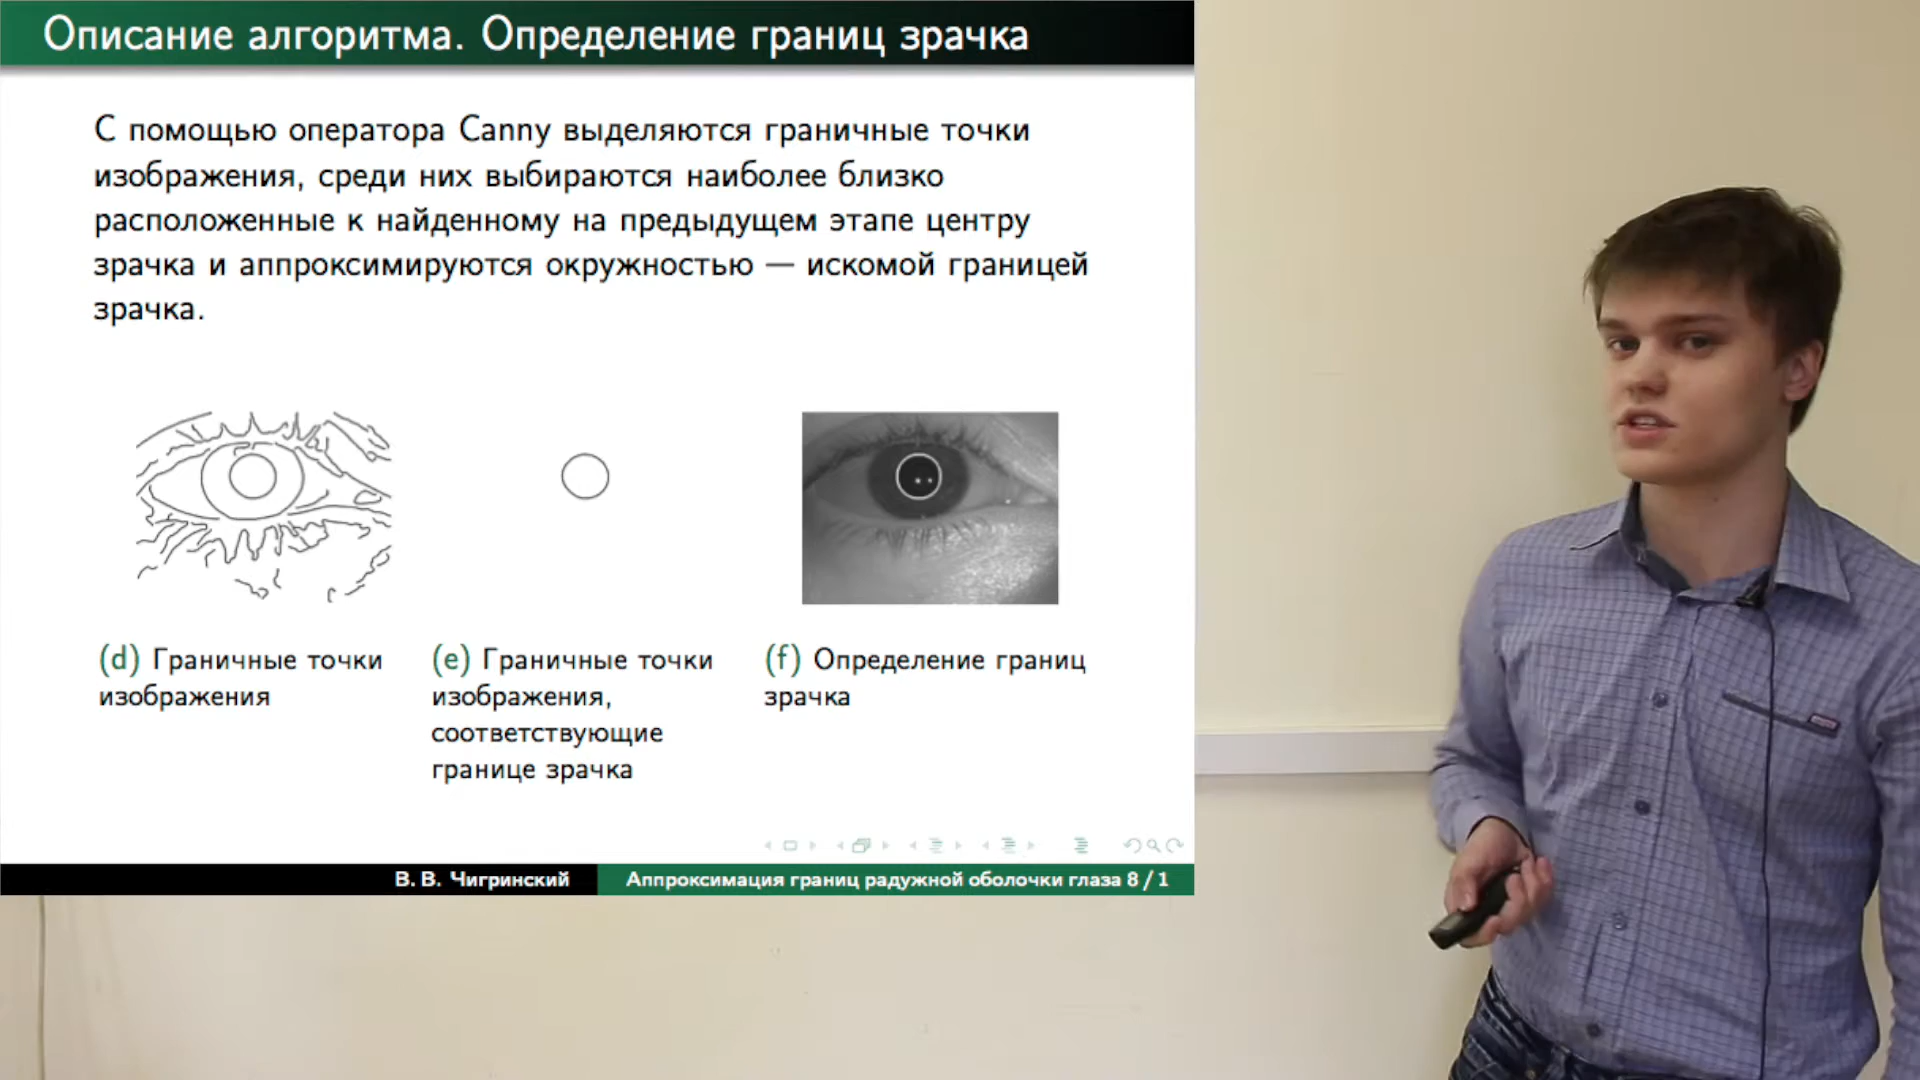 Описание алгоритма. Определение границ зрачка
С помощью оператора Canny выделяются граничные точки
изображения, среди них выбираются наиболее близко
расположенные к найденному на предыдущем этапе центру
зрачка и аппроксимируются окружностью — искомой границей
зрачка.
(d) Граничные точки
изображения
(e) Граничные точки
изображения,
соответствующие
границе зрачка
(f) Определение границ
зрачка
В. В. Чигринский
Аппроксимация границ радужной оболочки глаза 8 / 1